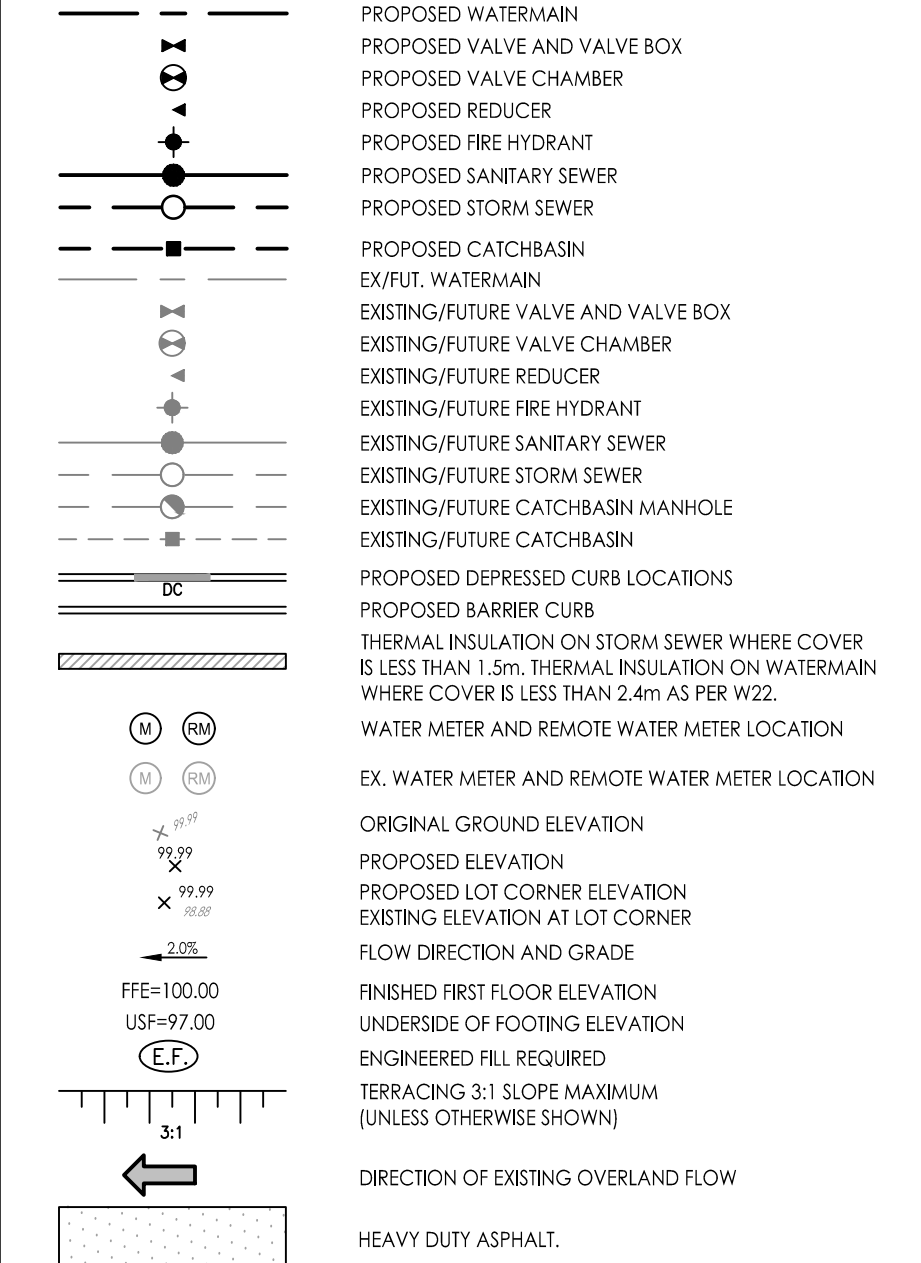 PROPOSED WATERMAIN
PROPOSED VALVE AND VALVE BOX
PROPOSED VALVE CHAMBER
PROPOSED REDUCER
PROPOSED FIRE HYDRANT
PROPOSED SANITARY SEWER
PROPOSED STORM SEWER
PROPOSED CATCHBASIN
EX/FUT. WATERMAIN
EXISTING/FUTURE VALVE AND VALVE BOX
EXISTING/FUTURE VALVE CHAMBER
EXISTING/FUTURE REDUCER
EXISTING/FUTURE FIRE HYDRANT
EXISTING/FUTURE SANITARY SEWER
EXISTING/FUTURE STORM SEWER
EXISTING/FUTURE CATCHBASIN MANHOLE
EXISTING/FUTURE CATCHBASIN
DC PROPOSED DEPRESSED CURB LOCATIONS
PROPOSED BARRIER CURB
THERMAL INSULATION ON STORM SEWER WHERE COVER
IS LESS THAN 1.5m. THERMAL INSULATION ON WATERMAIN
WHERE COVER IS LESS THAN 2.4m AS PER W22.
M RM WATER METER AND REMOTE WATER METER LOCATION
M RM EX. WATER METER AND REMOTE WATER METER LOCATION
99.99 ORIGINAL GROUND ELEVATION
99.99 PROPOSED ELEVATION
99.99 PROPOSED LOT CORNER ELEVATION
98.88 EXISTING ELEVATION AT LOT CORNER
2.0% FLOW DIRECTION AND GRADE
FFE=100.00 FINISHED FIRST FLOOR ELEVATION
USF=97.00 UNDERSIDE OF FOOTING ELEVATION
E.F. ENGINEERED FILL REQUIRED
TERRACING 3:1 SLOPE MAXIMUM
(UNLESS OTHERWISE SHOWN)
3:1
DIRECTION OF EXISTING OVERLAND FLOW
HEAVY DUTY ASPHALT.